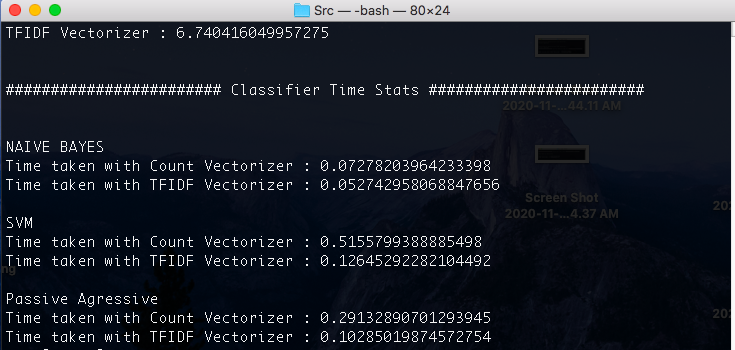 Src — -bash — 80×24
TFIDF Vectorizer : 6.740416049957275
######################## Classifier Time Stats ########################
2020-11-...44.11 AM
NAIVE BAYES
Time taken with Count Vectorizer : 0.07278203964233398
Time taken with TFIDF Vectorizer : 0.052742958068847656
Screen Shot
2020-11-...4.37 AM
SVM
Time taken with Count Vectorizer : 0.5155799388885498
Time taken with TFIDF Vectorizer : 0.12645292282104492
Passive Agressive
Time taken with Count Vectorizer : 0.29132890701293945
Time taken with TFIDF Vectorizer : 0.10285019874572754